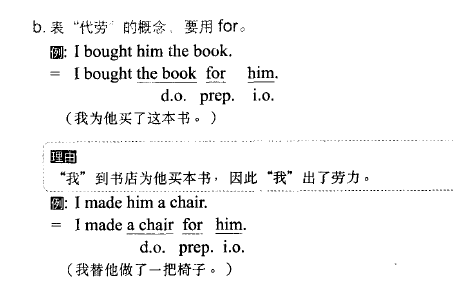 b. 表“代劳”的概念、要用 for。
例: I bought him the book.
= I bought the book for him.
d.o. prep. i.o.
（我为他买了这本书。）
理由
“我”到书店为他买本书，因此“我”出了劳力。
例: I made him a chair.
= I made a chair for him.
d.o. prep. i.o.
（我替他做了一把椅子。）